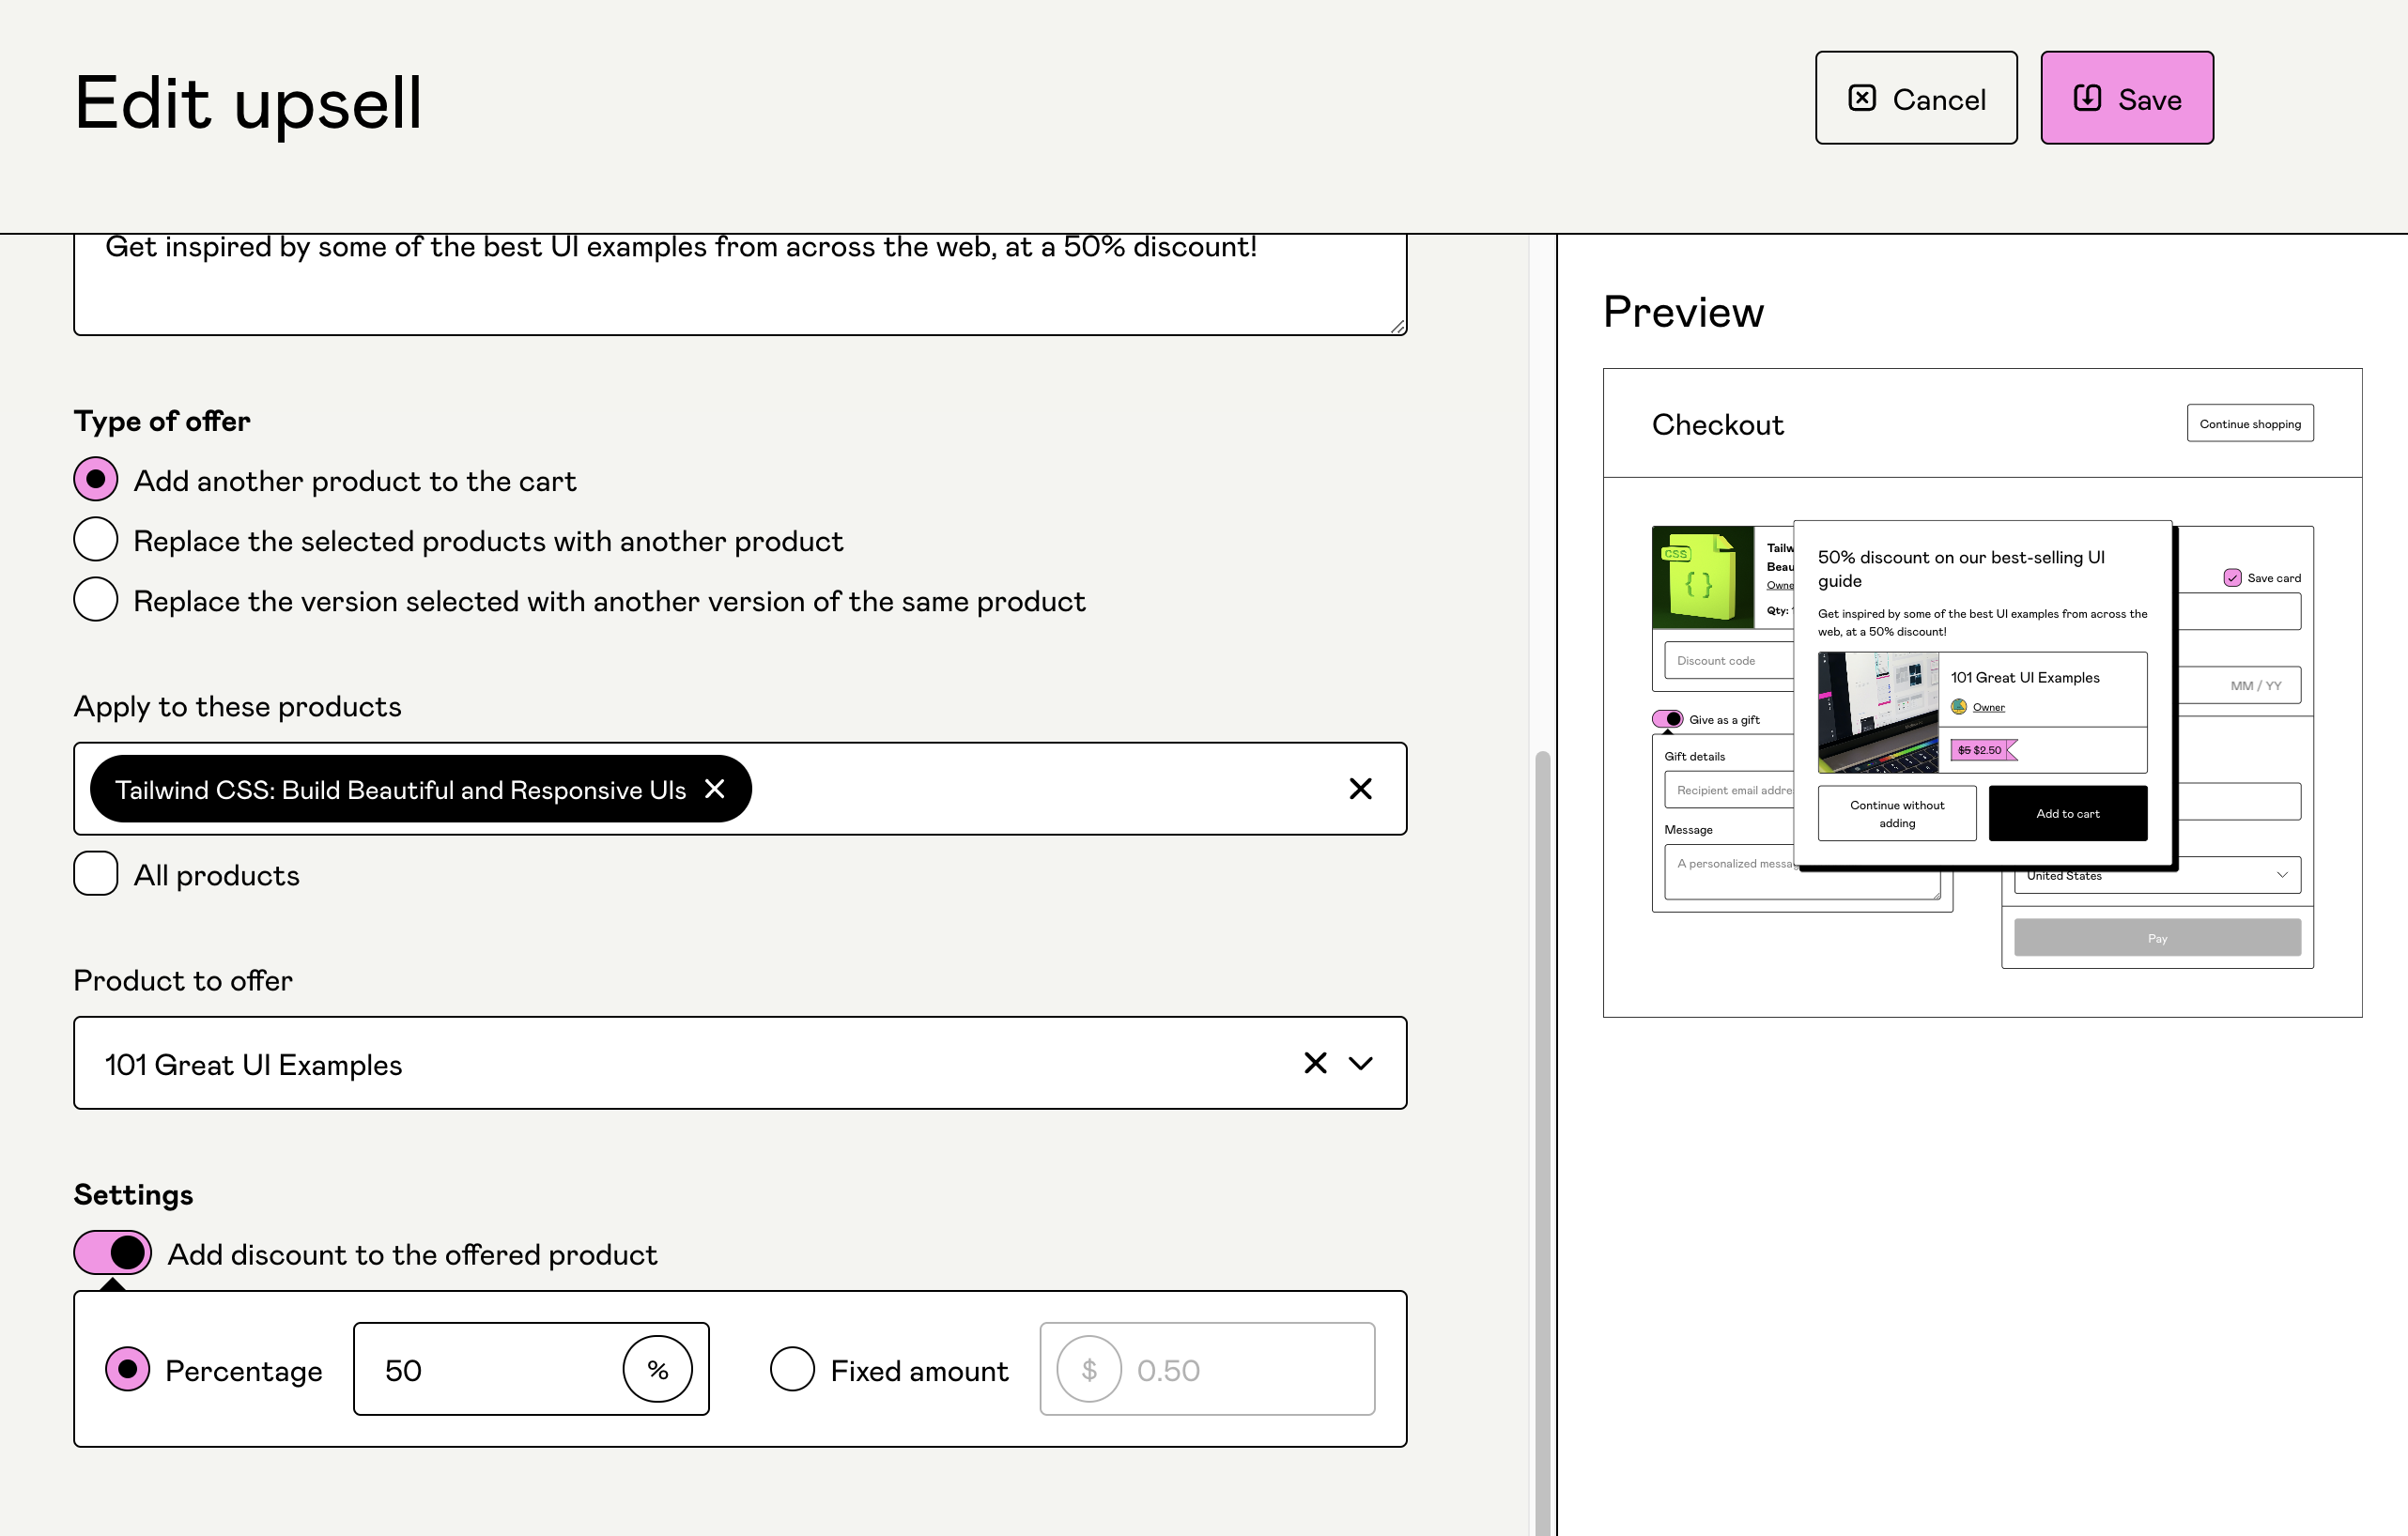 Edit upsell
Cancel
Save
Get inspired by some of the best UI examples from across the web, at a 50% discount!
Type of offer
Add another product to the cart
Replace the selected products with another product
Replace the version selected with another version of the same product
Apply to these products
Tailwind CSS: Build Beautiful and Responsive UIs
All products
Product to offer
101 Great UI Examples
Settings
Add discount to the offered product
Percentage
50
%
Fixed amount
$
0.50
Preview
Checkout
Continue shopping
CSS
{}
Tailw
Beau
Owne
Qty:
Discount code
Give as a gift
Gift details
Recipient email addre
Message
A personalized messa
50% discount on our best-selling UI
guide
Get inspired by some of the best UI examples from across the
web, at a 50% discount!
101 Great UI Examples
Owner
$5 $2.50
Continue without
adding
Add to cart
Save card
MM / YY
United States
Pay